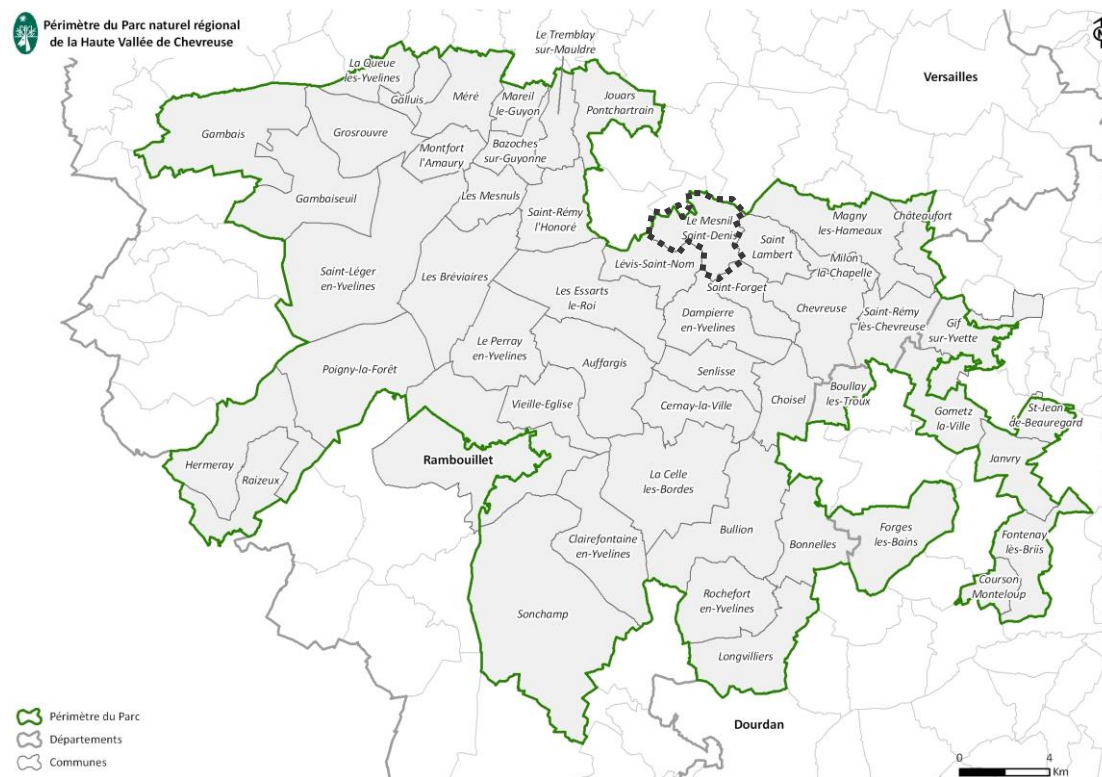 Périmètre du Parc naturel régional
de la Haute Vallée de Chevreuse
Le Tremblay
sur-Mauldre
La Queue
les-Yvelines
Galluis
Méré
Mareil
le-Guyon
Jouars
Pontchartrain
Versailles
Gambais
Grosrouvre
Montfort
l'Amaury
Bazoches
sur-Guyonne
Gambaiseuil
Les Mesnuls
Saint-Rémy
l'Honoré
Le Mesnil
Saint-Denis
Magny
les-Hameaux
Châteaufort
Saint
Lambert
Milon
la-Chapelle
Lévis-Saint-Nom
Saint-Forget
Saint-Léger
en-Yvelines
Les Bréviaires
Les Essarts
le-Roi
Dampierre
en-Yvelines
Chevreuse
Saint-Rémy
lès-Chevreuse
Gif
sur-Yvette
Le Perray
en-Yvelines
Auffargis
Senlisse
Poigny-la-Forêt
Vieille-Eglise
Cernay-la-Ville
Choisel
Boullay
les-Troux
Gometz
la-Ville
St-Jean
de-Beauregard
Janvry
Hermeray
Raizeux
Rambouillet
La Celle
les-Bordes
Clairefontaine
en-Yvelines
Bullion
Bonnelles
Forges
les-Bains
Fontenay
lès-Briis
Courson
Monteloup
Sonchamp
Rochefort
en-Yvelines
Longvilliers
Dourdan
Périmètre du Parc
Départements
Communes
0 4
Km